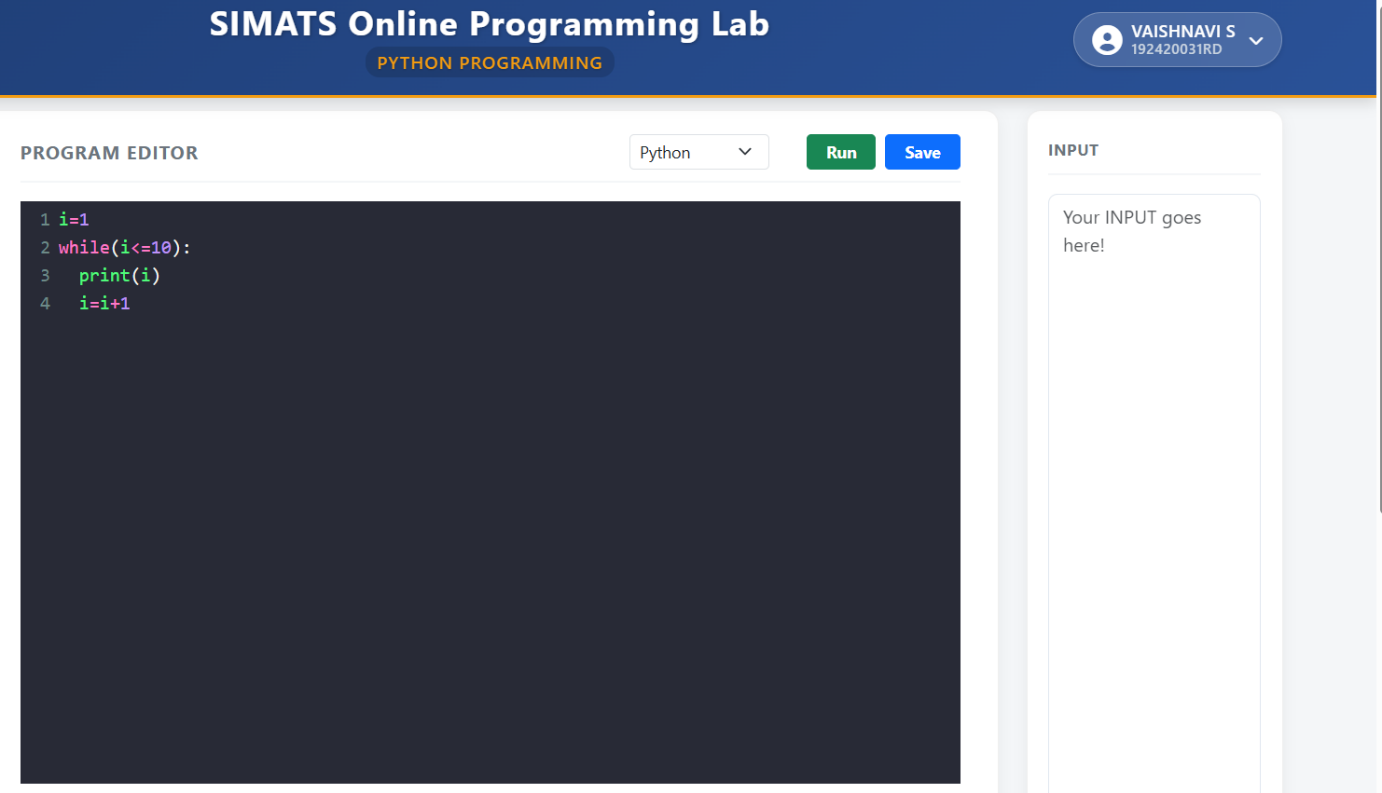 SIMATS Online Programming Lab
PYTHON PROGRAMMING
VAISHNAVI S
192420031RD
PROGRAM EDITOR
Python
Run
Save
1 i=1
2 while(i<=10):
3   print(i)
4   i=i+1
INPUT
Your INPUT goes
here!